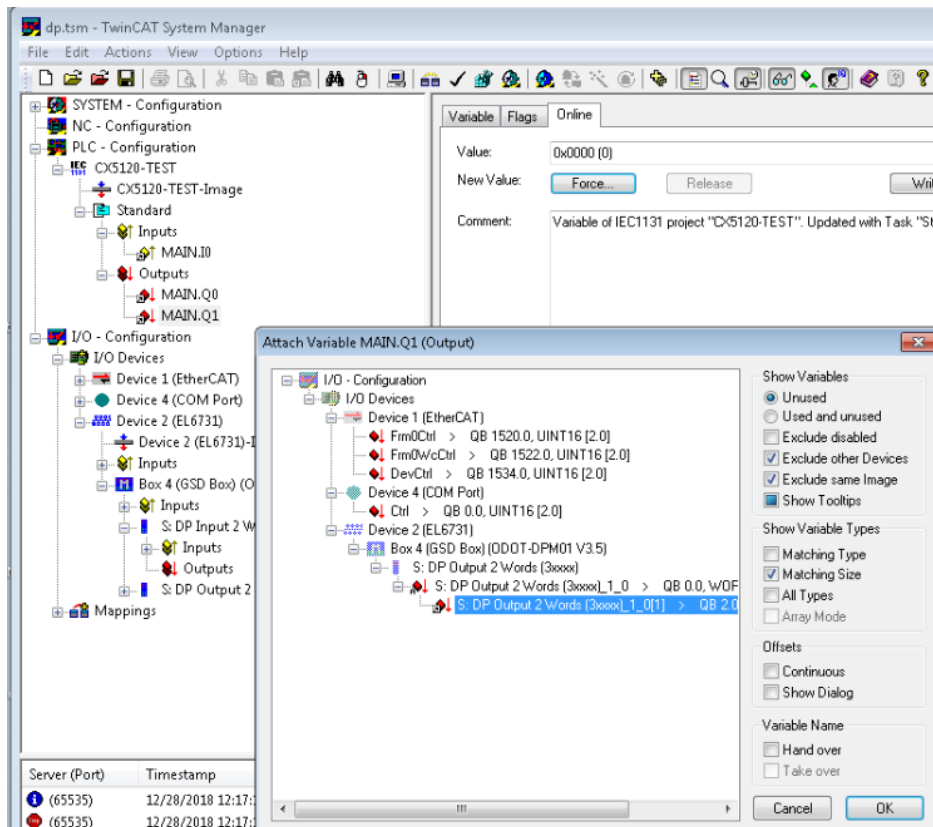 dp.tsm - TwinCAT System Manager
File Edit Actions View Options Help
SYSTEM - Configuration
NC - Configuration
PLC - Configuration
CX5120-TEST
CX5120-TEST-Image
Standard
Inputs
MAIN.I0
Outputs
MAIN.Q0
MAIN.Q1
I/O - Configuration
I/O Devices
Device 1 (EtherCAT)
Device 4 (COM Port)
Device 2 (EL6731)
Device 2 (EL6731)-I
Inputs
Box 4 (GSD Box) (O
Inputs
S: DP Input 2 W
Inputs
Outputs
S: DP Output 2
Mappings
Server (Port) Timestamp
(65535) 12/28/2018 12:17:
(65535) 12/28/2018 12:17:
Variable Flags Online
Value: 0x0000 (0)
New Value: Force... Release Wri
Comment: Variable of IEC1131 project "CX5120-TEST". Updated with Task "St
Attach Variable MAIN.Q1 (Output)
I/O - Configuration
I/O Devices
Device 1 (EtherCAT)
Frm0Ctrl > QB 1520.0, UINT16 [2.0]
Frm0WcCtrl > QB 1522.0, UINT16 [2.0]
DevCtrl > QB 1534.0, UINT16 [2.0]
Device 4 (COM Port)
Ctrl > QB 0.0, UINT16 [2.0]
Device 2 (EL6731)
Box 4 (GSD Box) (ODOT-DPM01 V3.5)
S: DP Output 2 Words (3xxxx)
S: DP Output 2 Words (3xxxx)_1_0 > QB 0.0, WOF
S: DP Output 2 Words (3xxxx)_1_0[1] > QB 2.0
Show Variables
Unused
Used and unused
Exclude disabled
Exclude other Devices
Exclude same Image
Show Tooltips
Show Variable Types
Matching Type
Matching Size
All Types
Array Mode
Offsets
Continuous
Show Dialog
Variable Name
Hand over
Take over
Cancel OK